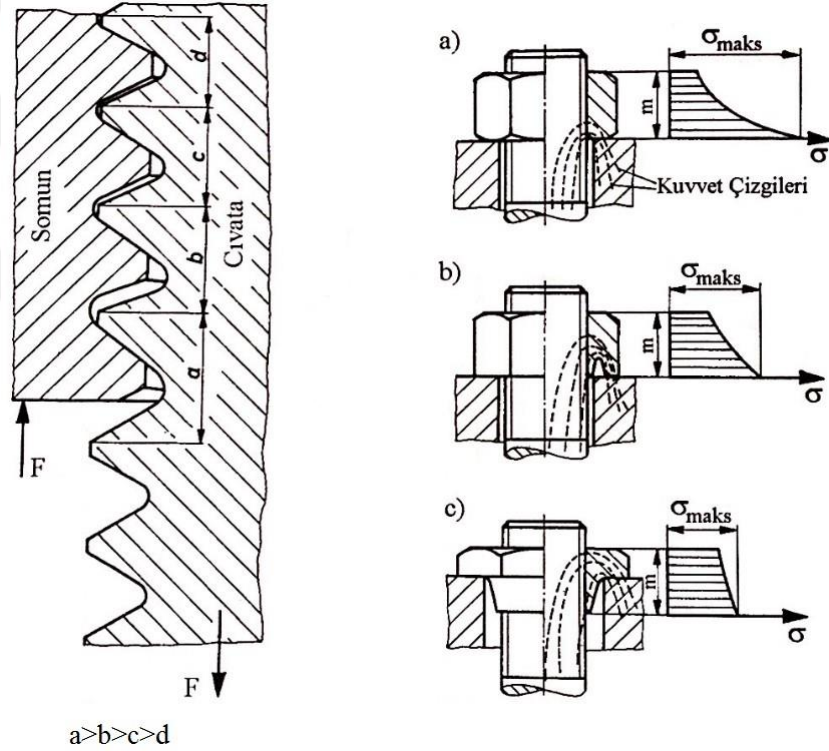 Somun
Cıvata
d
c
b
a
F
F
a>b>c>d
a)
σmaks
m
σ
Kuvvet Çizgileri
b)
σmaks
m
σ
c)
σmaks
m
σ